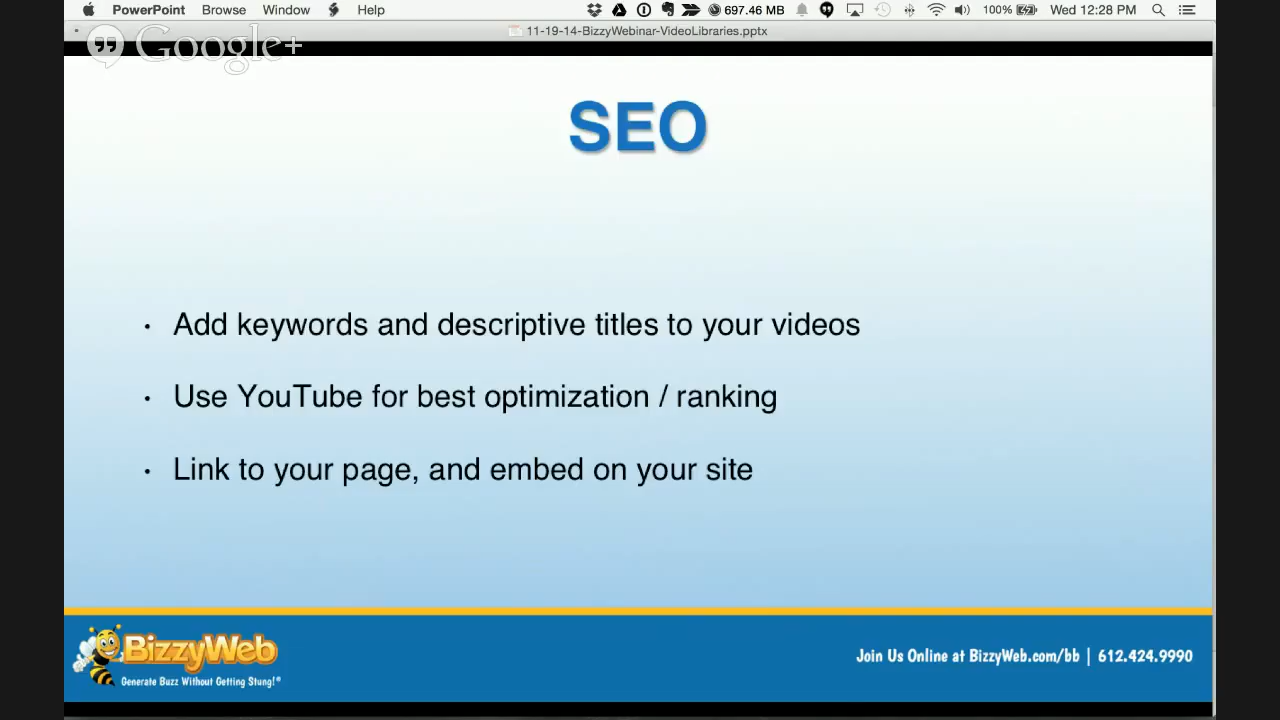 PowerPoint Browse Window Help 697.46 MB 100% Wed 12:28 PM
11-19-14-BizzyWebinar-VideoLibraries.pptx
Google+
SEO
· Add keywords and descriptive titles to your videos
· Use YouTube for best optimization / ranking
· Link to your page, and embed on your site
BizzyWeb
Generate Buzz Without Getting Stung!®
Join Us Online at BizzyWeb.com/bb | 612.424.9990